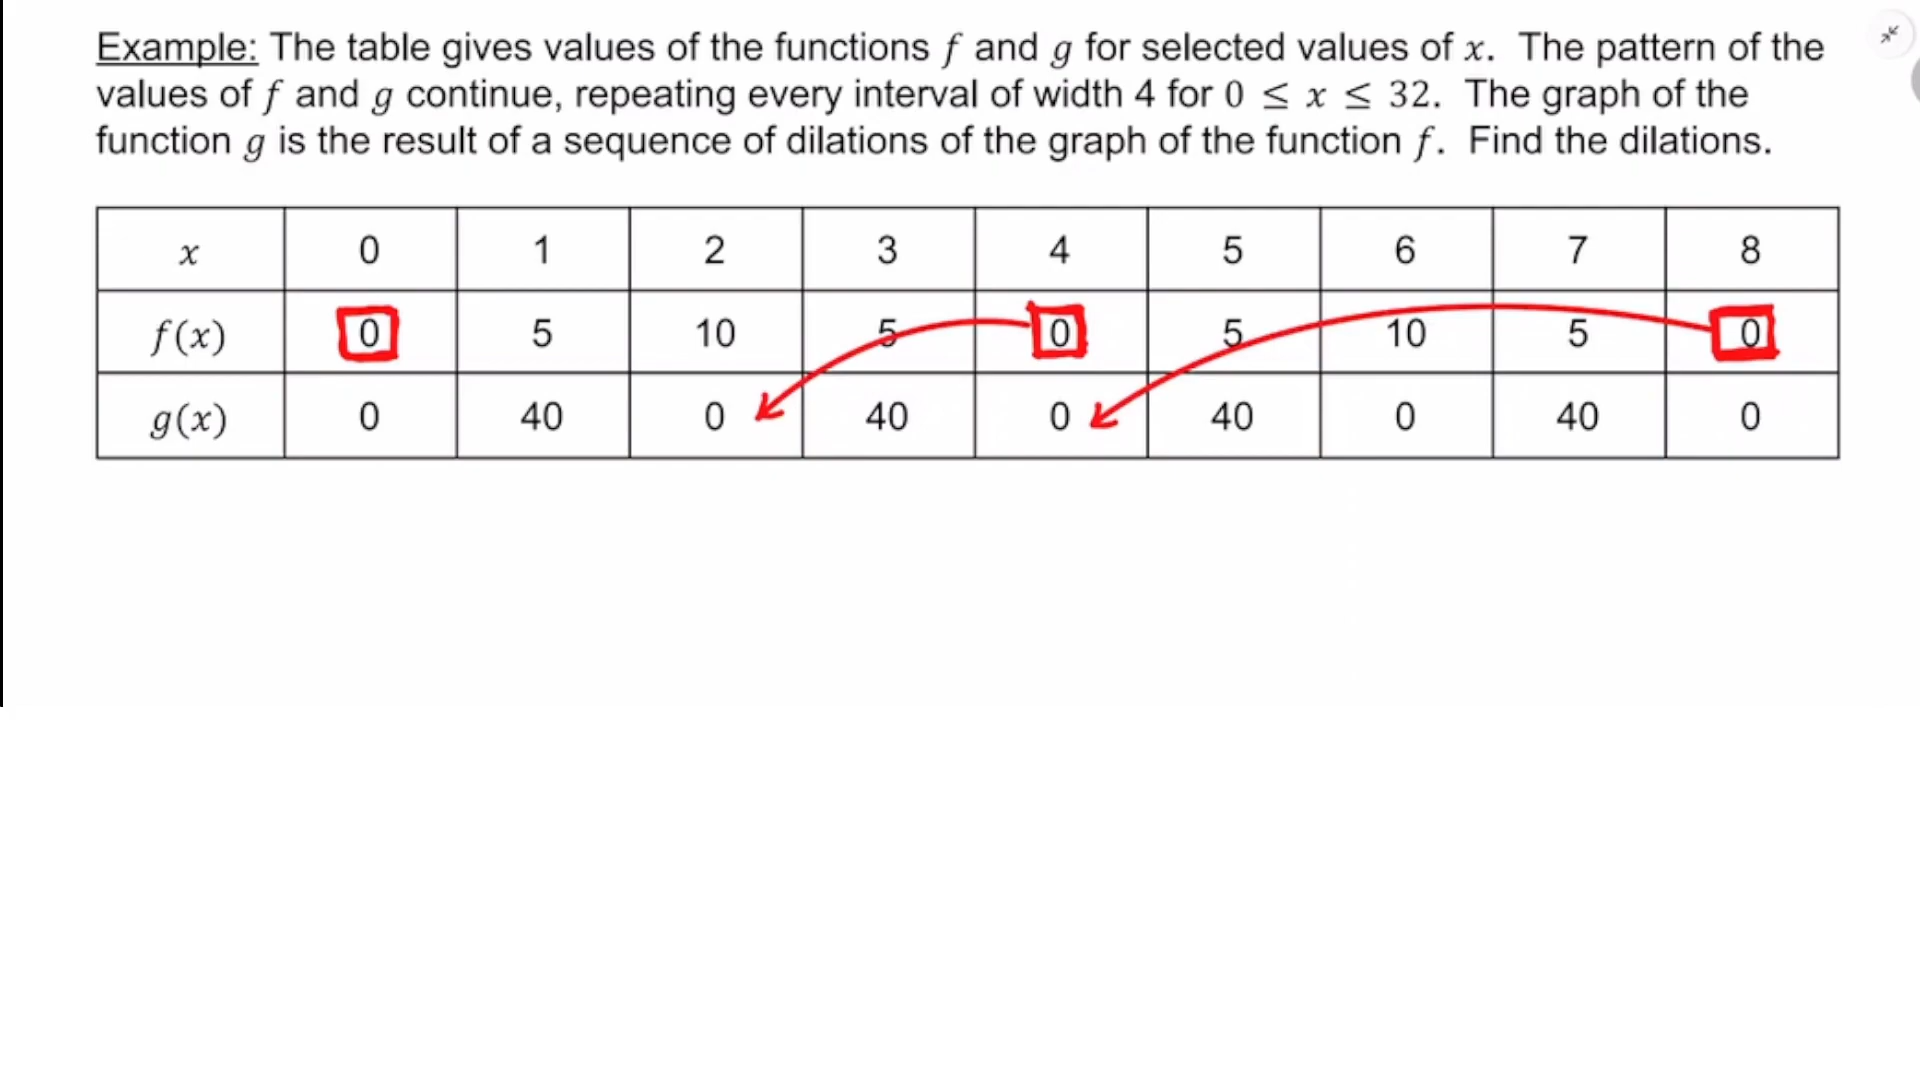 Example: The table gives values of the functions f and g for selected values of x. The pattern of the
values of f and g continue, repeating every interval of width 4 for 0 ≤ x ≤ 32. The graph of the
function g is the result of a sequence of dilations of the graph of the function f. Find the dilations.
x 0 1 2 3 4 5 6 7 8
f(x) 0 5 10 5 0 5 10 5 0
g(x) 0 40 0 40 0 40 0 40 0